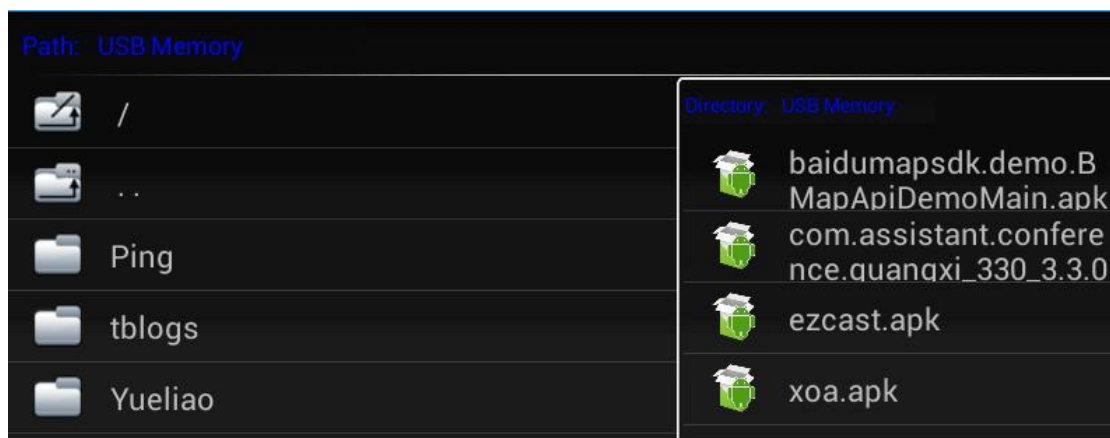 Path: USB Memory
/
..
Ping
tblogs
Yueliao
Directory: USB Memory
baidumapsdk.demo.B
MapApiDemoMain.apk
com.assistant.confere
nce.guangxi_330_3.3.0
ezcast.apk
xoa.apk